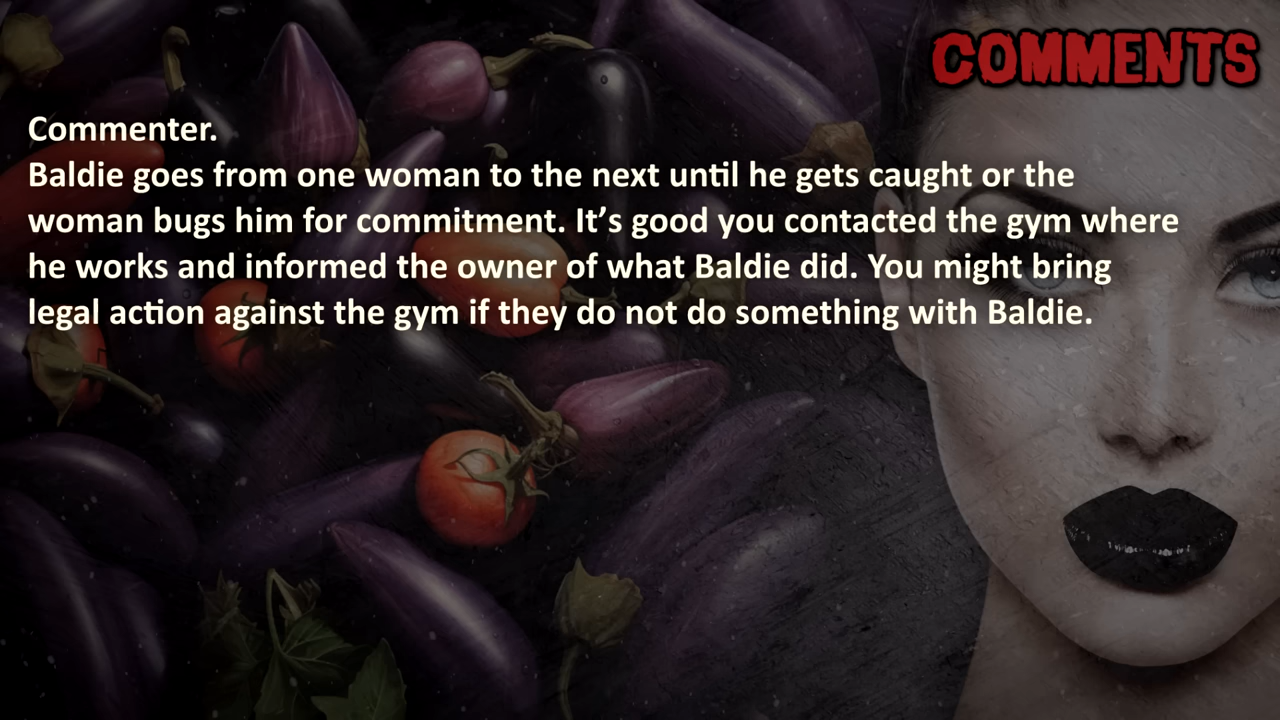 COMMENTS
Commenter.
Baldie goes from one woman to the next until he gets caught or the
woman bugs him for commitment. It’s good you contacted the gym where
he works and informed the owner of what Baldie did. You might bring
legal action against the gym if they do not do something with Baldie.